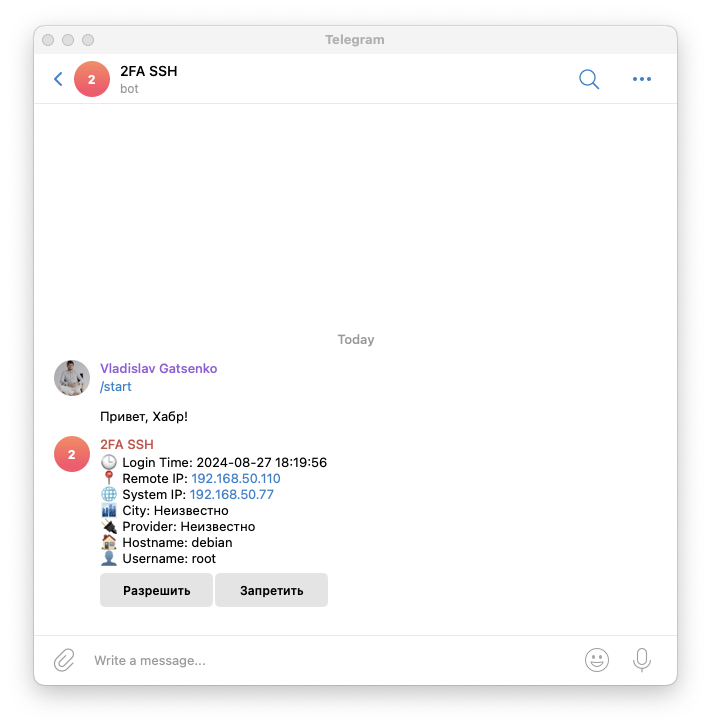 Telegram
2
2FA SSH
bot
Today
Vladislav Gatsenko
/start
Привет, Хабр!
2
2FA SSH
Login Time: 2024-08-27 18:19:56
Remote IP: 192.168.50.110
System IP: 192.168.50.77
City: Неизвестно
Provider: Неизвестно
Hostname: debian
Username: root
Разрешить Запретить
Write a message...